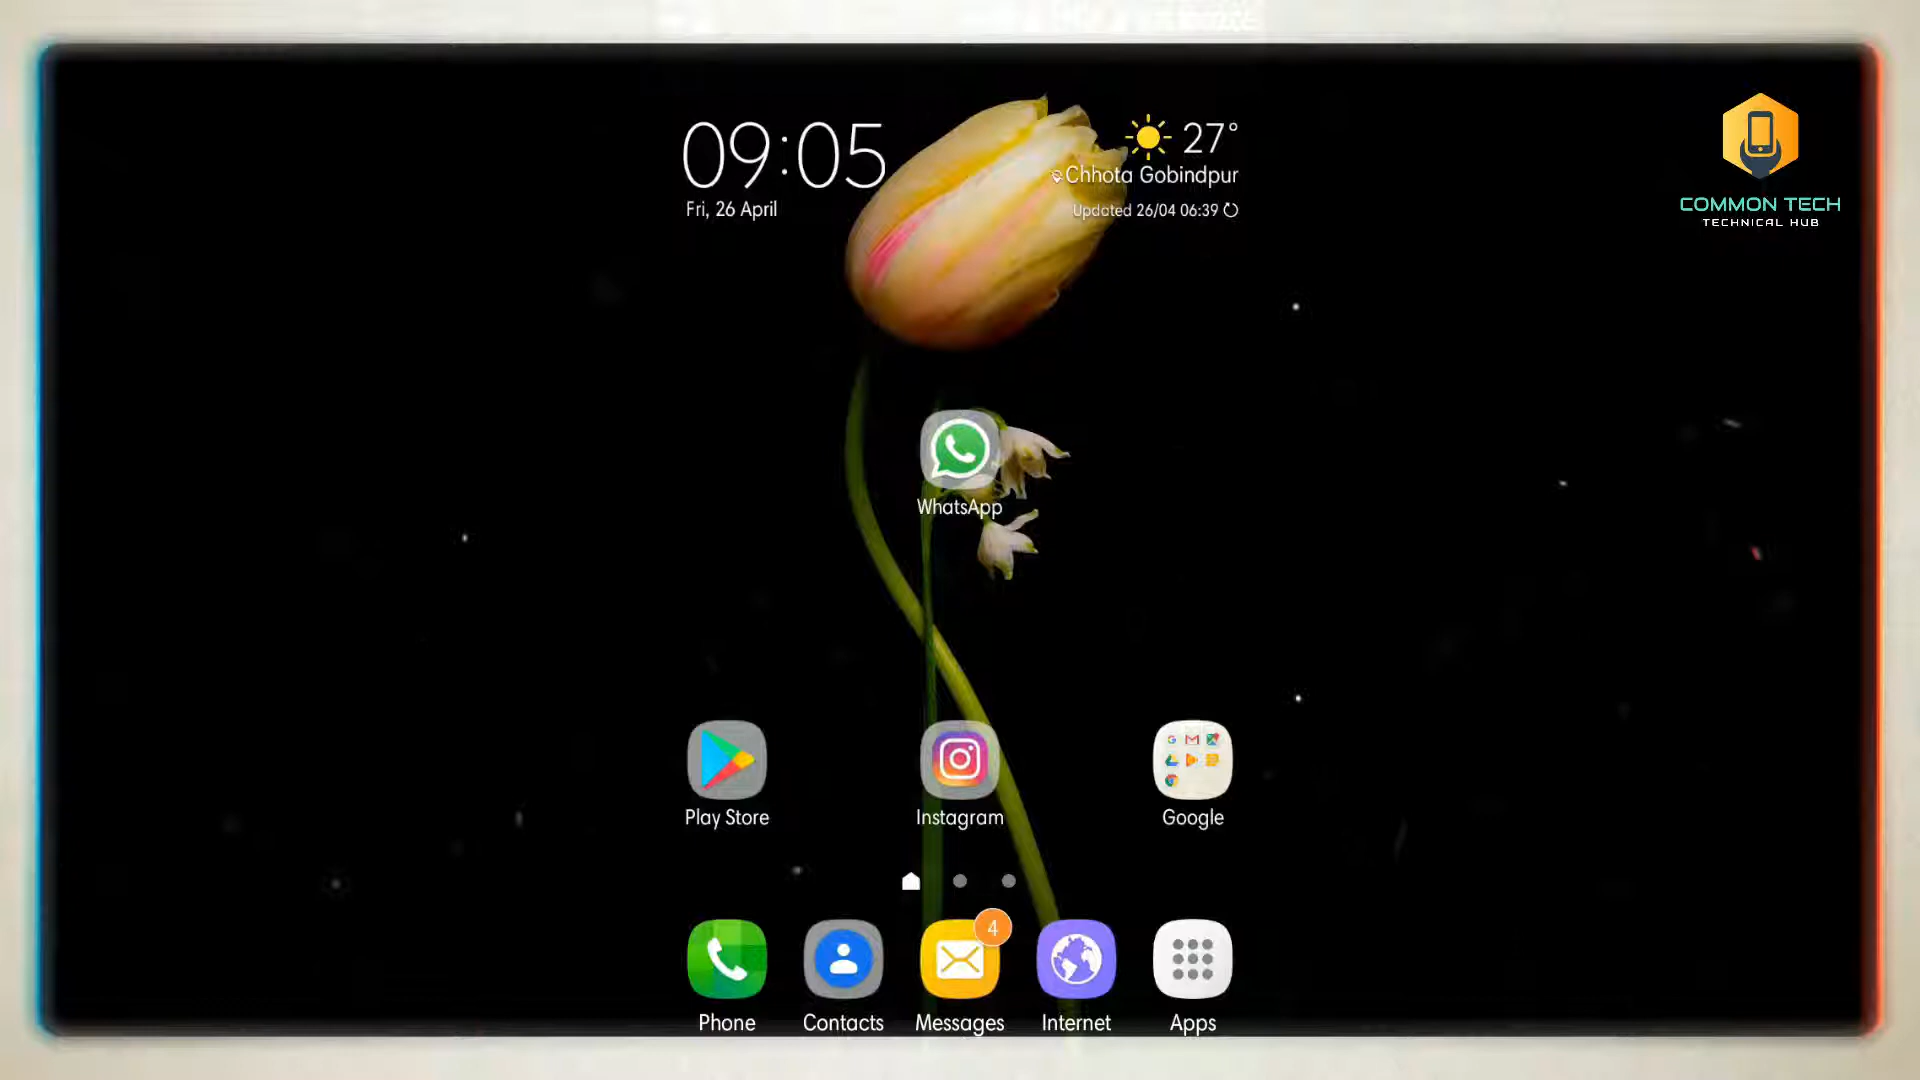 09:05
27°
Chhota Gobindpur
Fri, 26 April
Updated 26/04 06:39
COMMON TECH
TECHNICAL HUB
WhatsApp
Play Store
Instagram
Google
4
Phone
Contacts
Messages
Internet
Apps